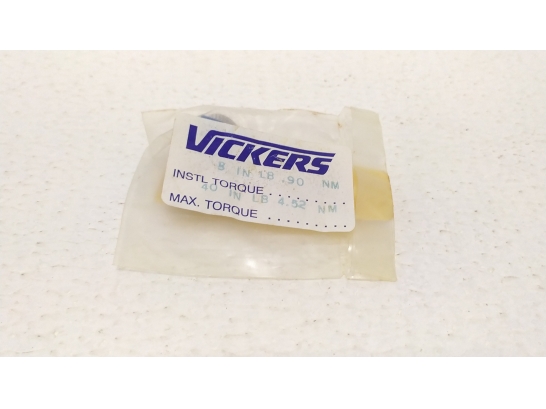 VICKERS
8 IN LB .90 NM
INSTL TORQUE ..........
40 IN LB 4.52 NM
MAX. TORQUE ..........